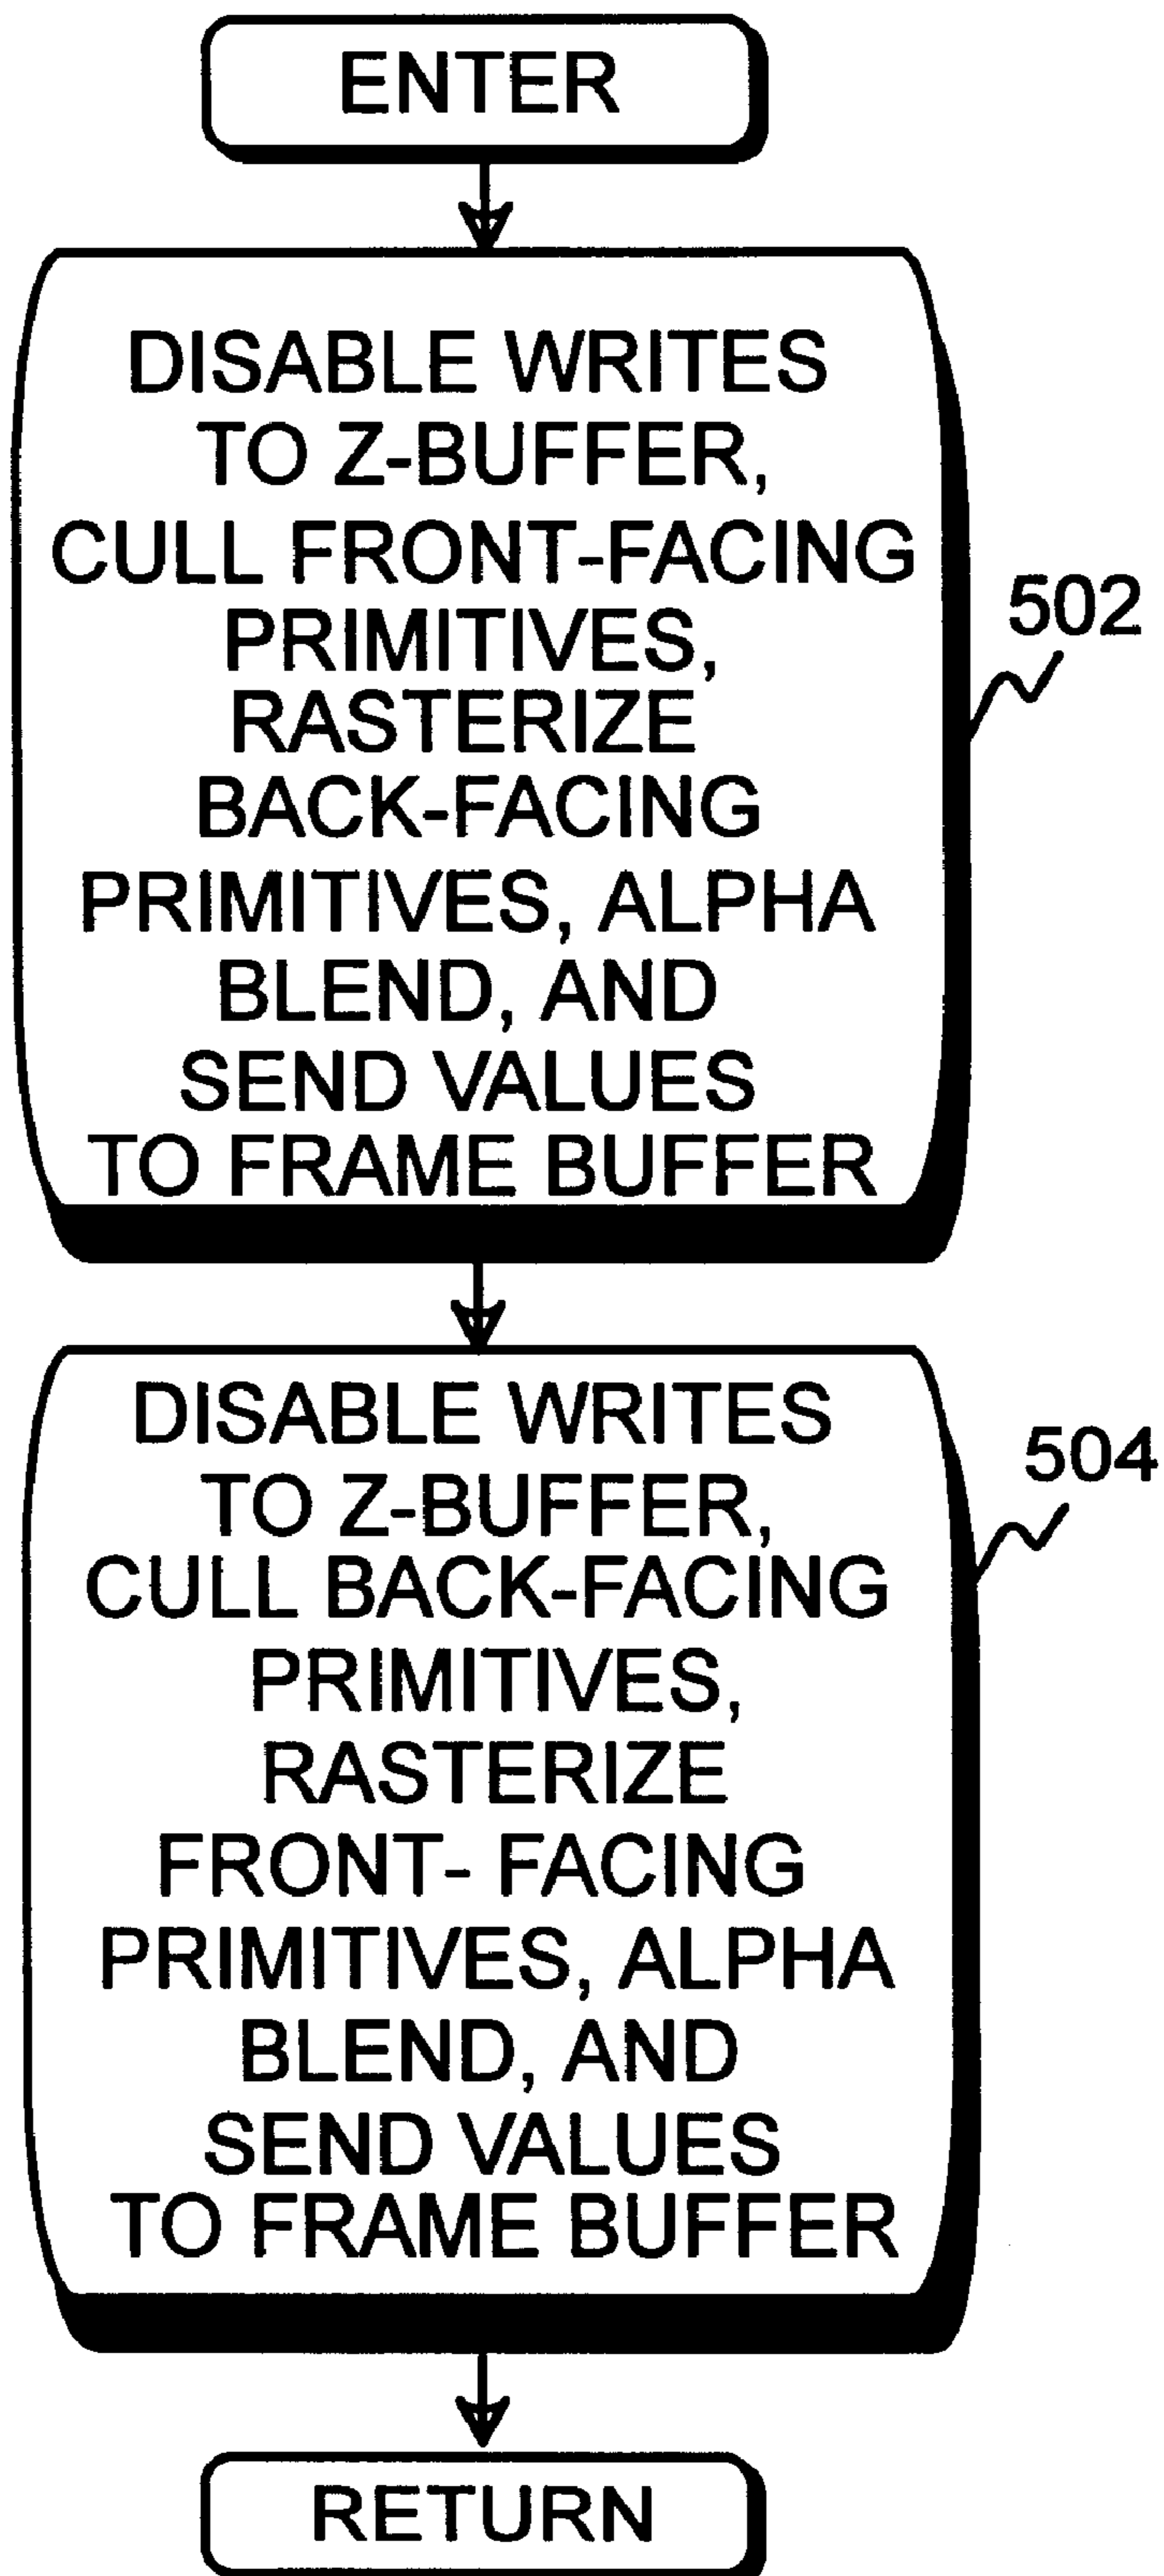 ENTER
DISABLE WRITES
TO Z-BUFFER,
CULL FRONT-FACING
PRIMITIVES,
RASTERIZE
BACK-FACING
PRIMITIVES, ALPHA
BLEND, AND
SEND VALUES
TO FRAME BUFFER
502
DISABLE WRITES
TO Z-BUFFER,
CULL BACK-FACING
PRIMITIVES,
RASTERIZE
FRONT- FACING
PRIMITIVES, ALPHA
BLEND, AND
SEND VALUES
TO FRAME BUFFER
504
RETURN